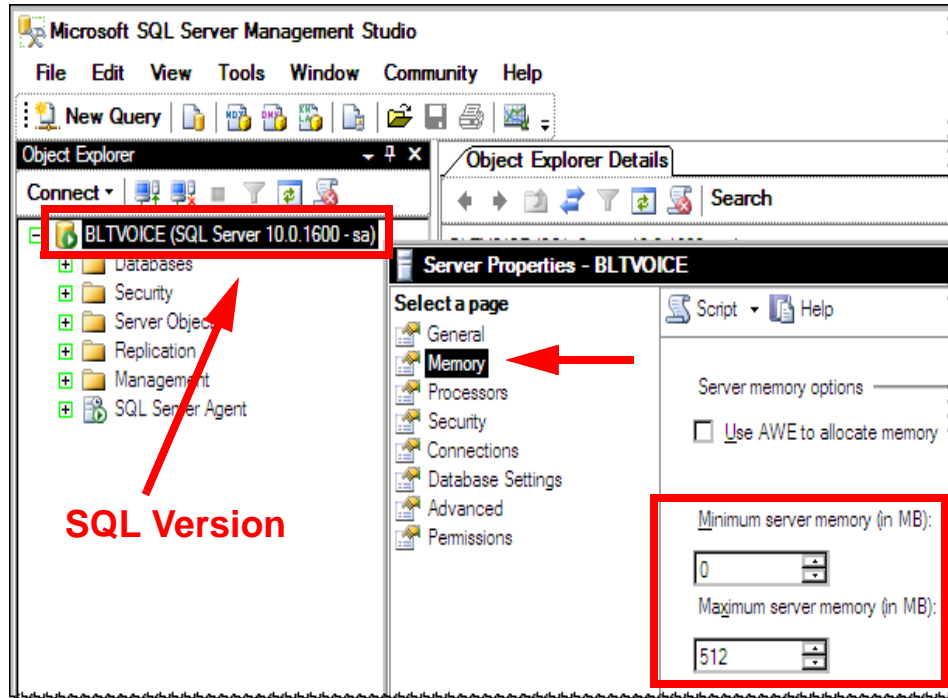 Microsoft SQL Server Management Studio
File Edit View Tools Window Community Help
New Query
Object Explorer
Object Explorer Details
Connect
Search
BLTVOICE (SQL Server 10.0.1600 - sa)
Databases
Security
Server Objec
Replication
Management
SQL Server Agent
SQL Version
Server Properties - BLTVOICE
Select a page
General
Memory
Processors
Security
Connections
Database Settings
Advanced
Permissions
Script Help
Server memory options
Use AWE to allocate memory
Minimum server memory (in MB):
0
Maximum server memory (in MB):
512